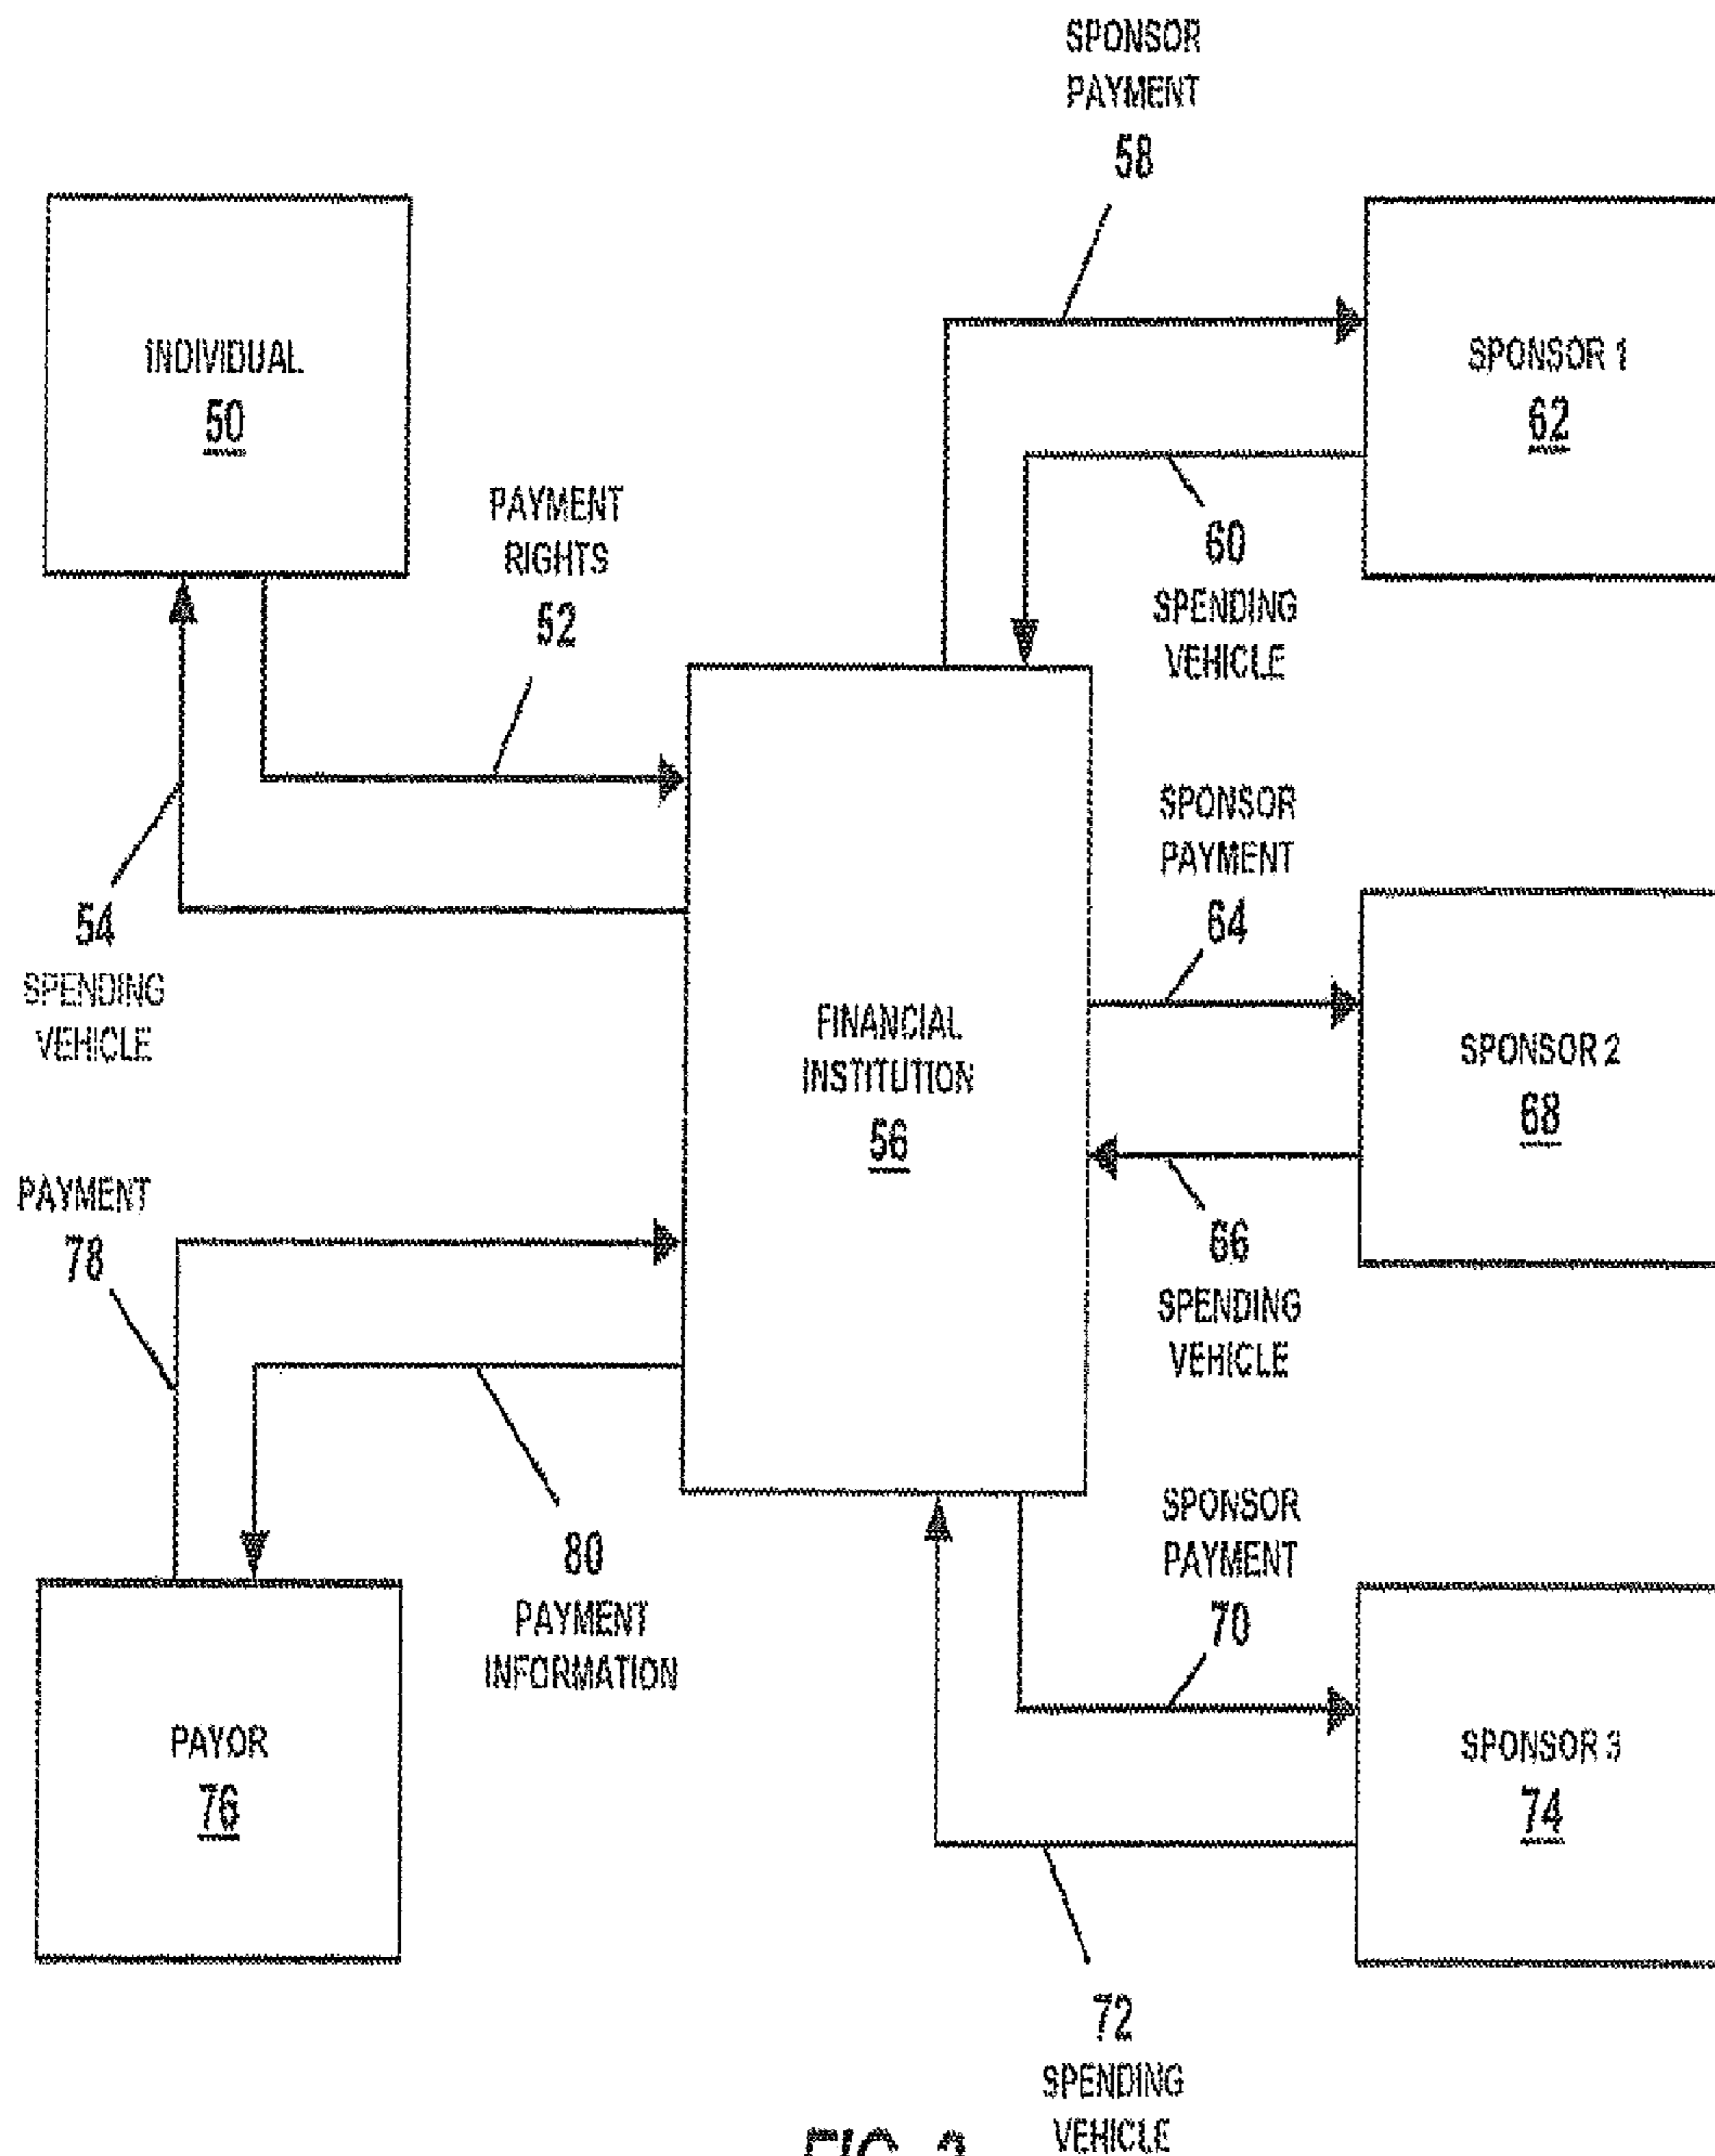 SPONSOR
PAYMENT
58
INDIVIDUAL
50
SPONSOR 1
62
PAYMENT
RIGHTS
52
60
SPENDING
VEHICLE
54
SPENDING
VEHICLE
SPONSOR
PAYMENT
64
FINANCIAL
INSTITUTION
56
SPONSOR 2
68
66
SPENDING
VEHICLE
PAYMENT
78
80
PAYMENT
INFORMATION
SPONSOR
PAYMENT
70
PAYOR
76
SPONSOR 3
74
72
SPENDING
VEHICLE